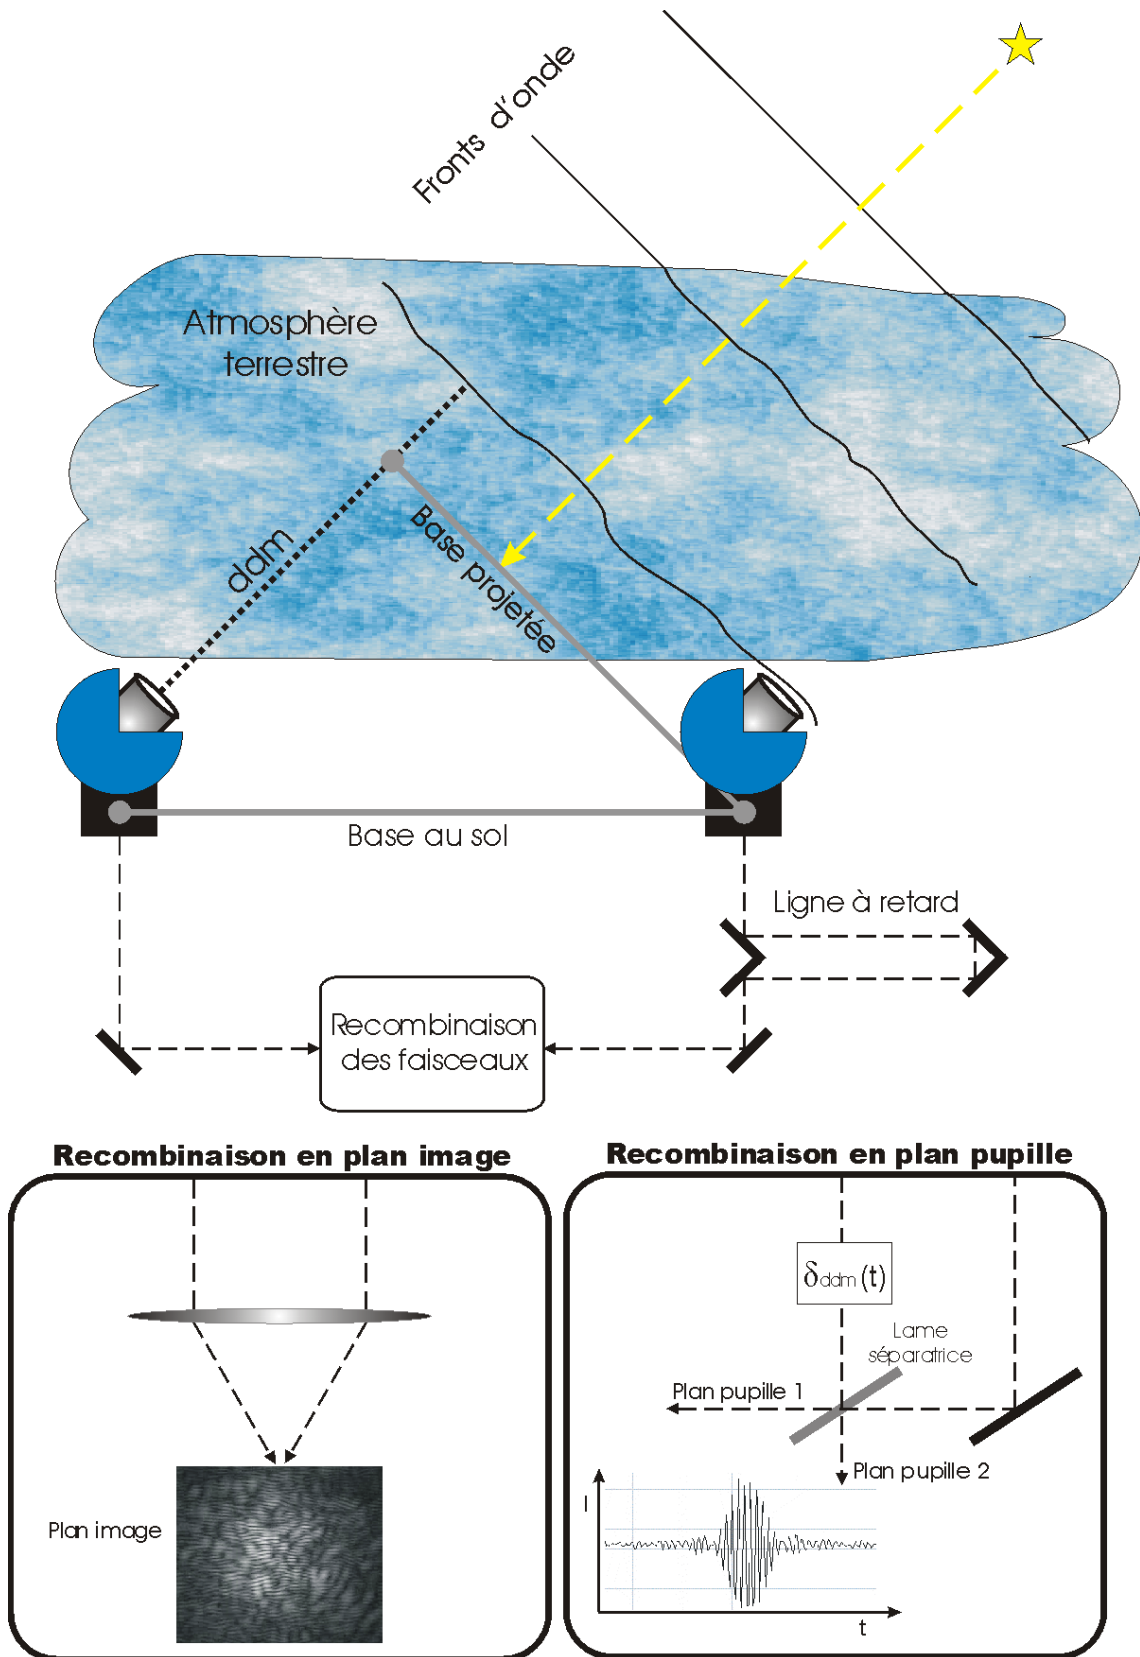 Fronts d'onde
Atmosphère
terrestre
ddm
Base projetée
Base au sol
Ligne à retard
Recombinaison
des faisceaux
Recombinaison en plan image
Plan image
Recombinaison en plan pupille
δddm(t)
Lame
séparatrice
Plan pupille 1
Plan pupille 2
I
t